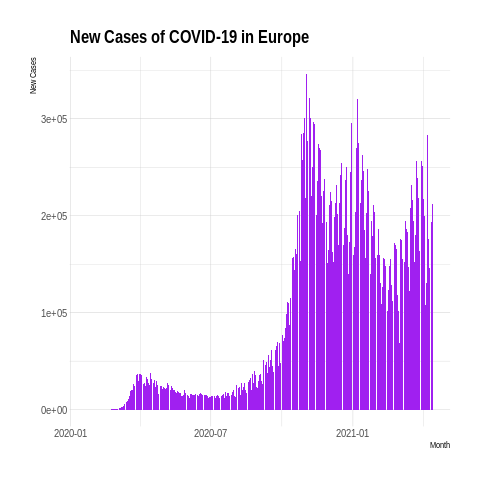 New Cases of COVID-19 in Europe
New Cases
3e+05
2e+05
1e+05
0e+00
2020-01 2020-07 2021-01
Month